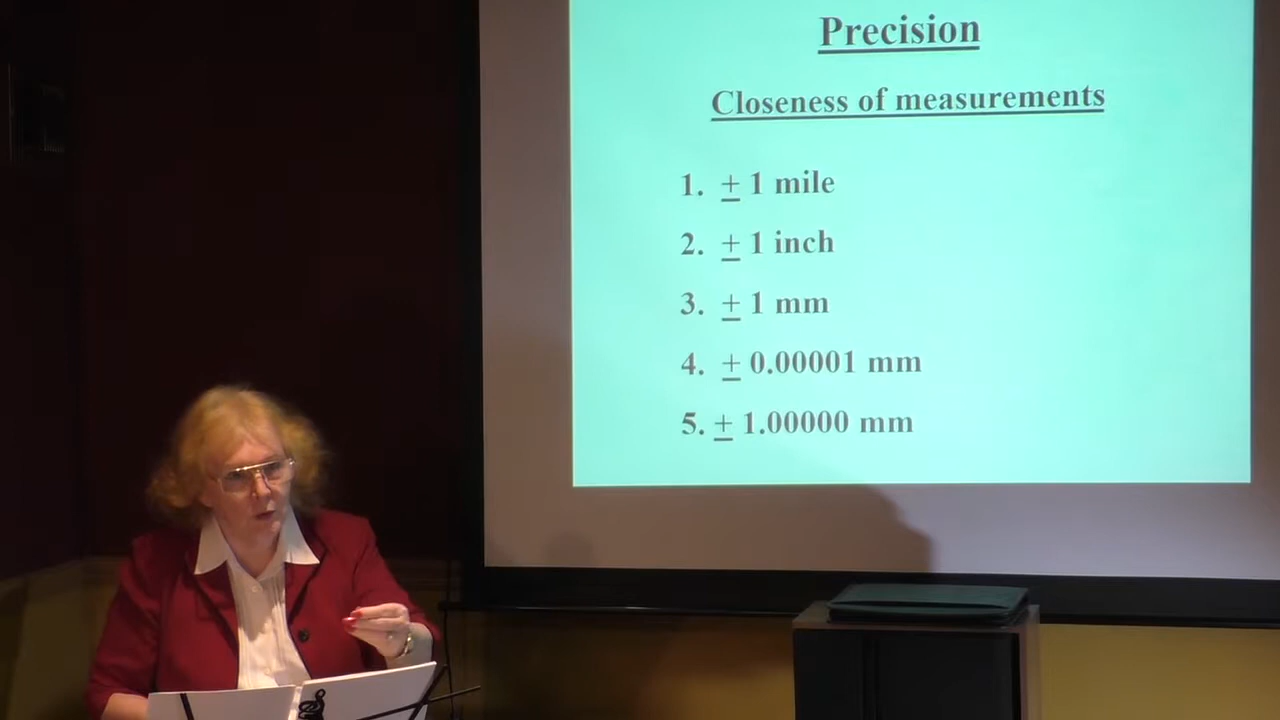 Precision
Closeness of measurements
1. ± 1 mile
2. ± 1 inch
3. ± 1 mm
4. ± 0.00001 mm
5. ± 1.00000 mm